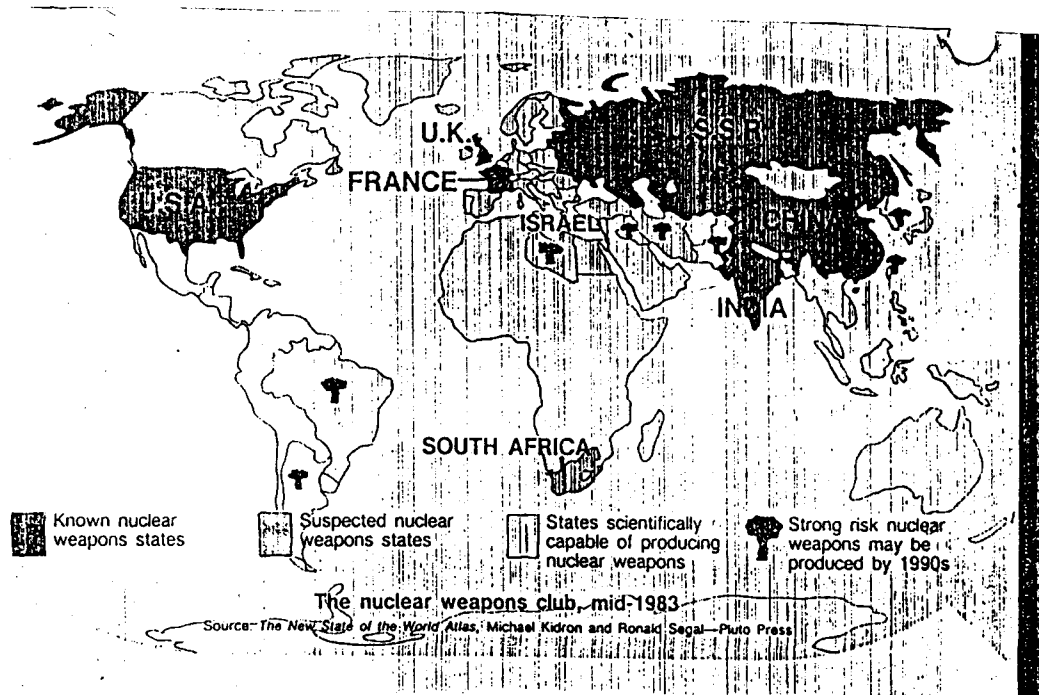 U.K.
U.S.S.R.
FRANCE
U.S.A.
ISRAEL
CHINA
INDIA
SOUTH AFRICA
Known nuclear
weapons states
Suspected nuclear
weapons states
States scientifically
capable of producing
nuclear weapons
Strong risk nuclear
weapons may be
produced by 1990s
The nuclear weapons club, mid-1983
Source: The New State of the World Atlas, Michael Kidron and Ronald Segal—Pluto Press